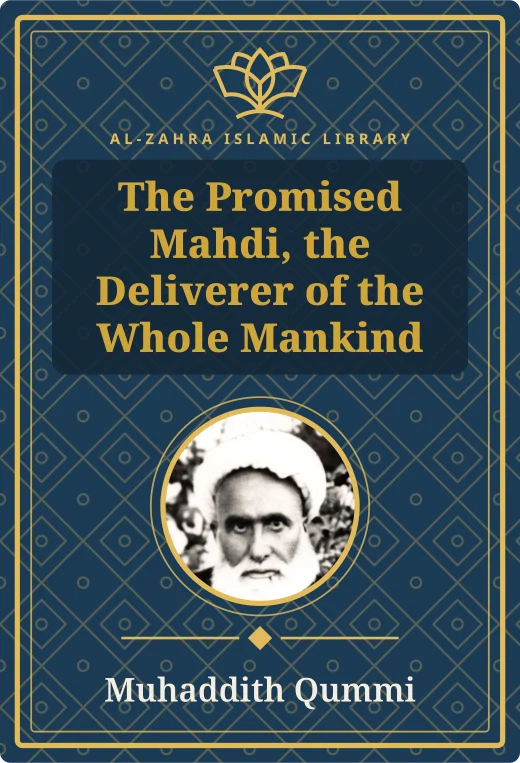 AL-ZAHRA ISLAMIC LIBRARY
The Promised
Mahdi, the
Deliverer of the
Whole Mankind
Muhaddith Qummi